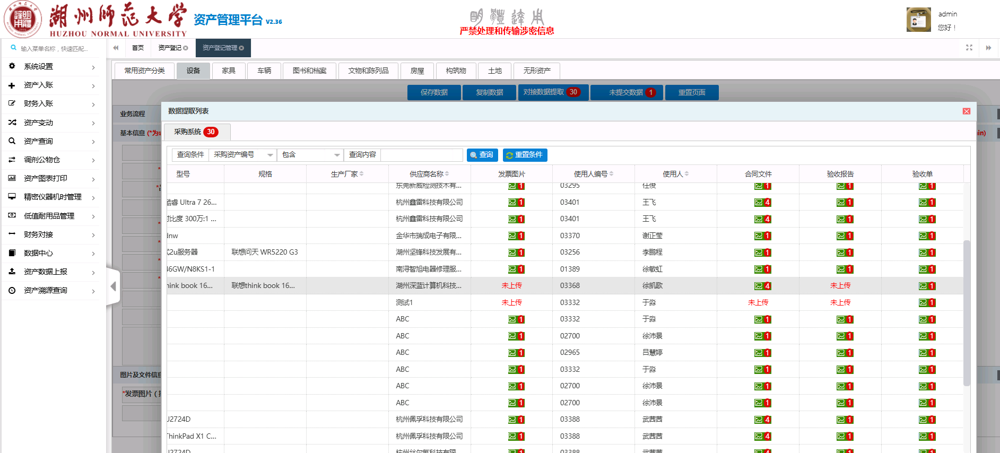 湖州师范大学
HUZHOU NORMAL UNIVERSITY
资产管理平台 V2.36
明體達用
严禁处理和传输涉密信息
admin
您好！
输入菜单名称，快速匹配...
首页
资产登记
资产登记管理
系统设置
资产入账
财务入账
资产变动
资产查询
调剂公物仓
资产图表打印
精密仪器机时管理
低值耐用品管理
财务对接
数据中心
资产数据上报
资产溯源查询
常用资产分类 设备 家具 车辆 图书和档案 文物和陈列品 房屋 构筑物 土地 无形资产
保存数据 复制数据 对接数据提取 30 未提交数据 1 重置页面
业务流程
基本信息 (*为
图片及文件信息
*发票图片
数据提取列表
采购系统 30
查询条件 采购资产编号 包含 查询内容 查询 重置条件
型号 规格 生产厂家 供应商名称 发票图片 使用人编号 使用人 合同文件 验收报告 验收单
东莞新威检测技术有... 1 03295 任俊 1 1 1
酷睿 Ultra 7 26... 杭州鑫雷科技有限公司 1 03401 王飞 4 1 1
对比度 300万:1 ... 杭州鑫雷科技有限公司 1 03401 王飞 4 1 1
dnw 金华市瑞成电子有限... 1 03370 谢正莹 1 1 1
式2u服务器 联想问天 WR5220 G3 湖州坚锋科技发展有... 1 03256 李鹏程 1 1 1
46GW/N8KS1-1 南浔智旭电器修理服... 1 01389 徐敏虹 1 1 1
hink book 16... 联想think book 16... 湖州深蓝计算机科技... 未上传 03368 徐凯歌 4 未上传 1
测试1 未上传 03332 于淼 未上传 未上传 1
ABC 1 03332 于淼 1 1 1
ABC 1 02700 徐沛景 1 1 1
ABC 1 02965 吕慧婷 1 1 1
ABC 1 03332 于淼 1 1 1
ABC 1 02700 徐沛景 1 1 1
ABC 1 02700 徐沛景 1 1 1
U2724D 杭州佩孚科技有限公司 1 03388 武茜茜 4 1 1
ThinkPad X1 C... 杭州佩孚科技有限公司 1 03388 武茜茜 4 1 1
U2724D 杭州丝尔氪科技有限... 1 03388 武茜茜 4 1 1